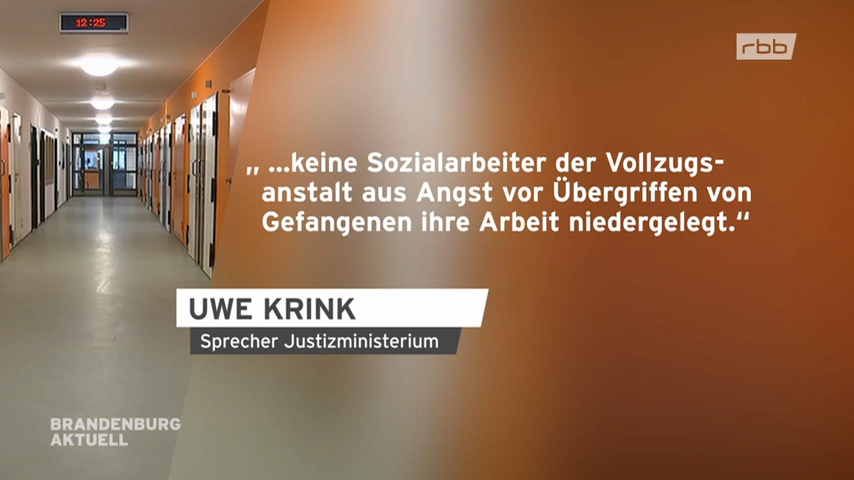 12:25
rbb
„ ...keine Sozialarbeiter der Vollzugs-
anstalt aus Angst vor Übergriffen von
Gefangenen ihre Arbeit niedergelegt.“
UWE KRINK
Sprecher Justizministerium
BRANDENBURG
AKTUELL